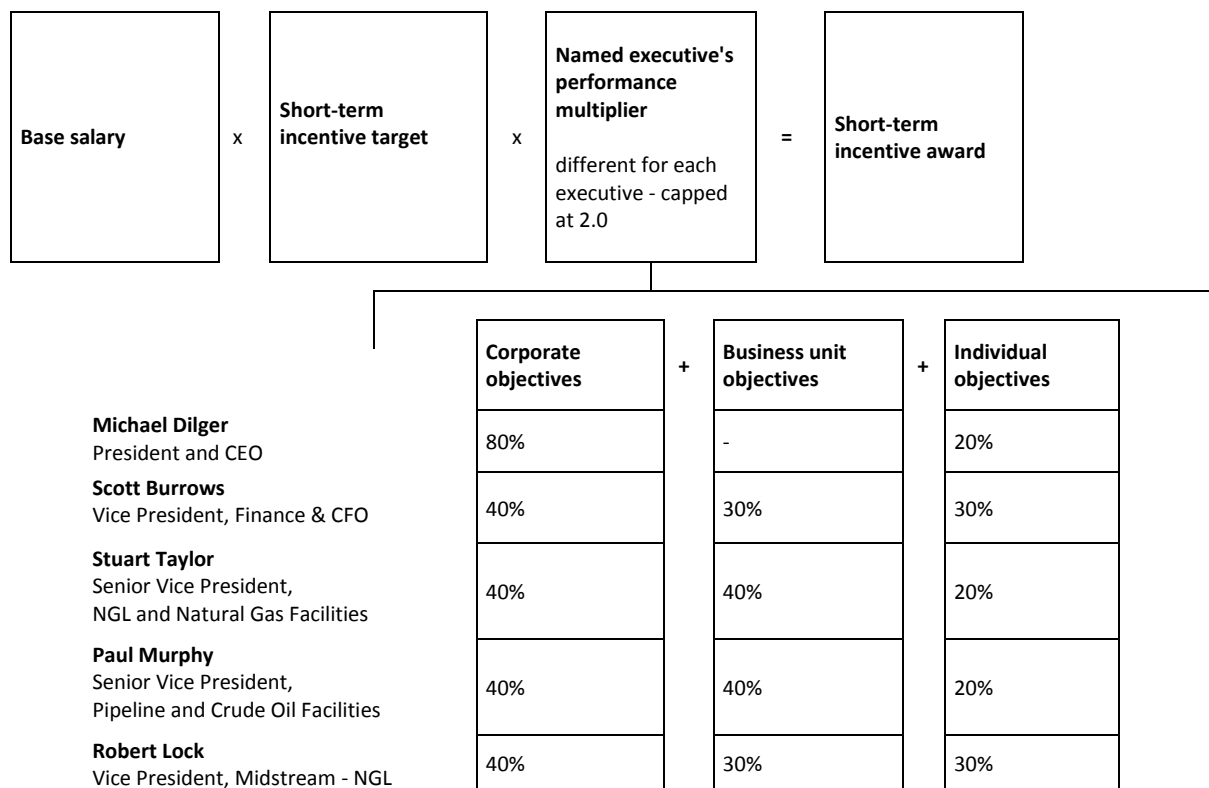 Base salary
x
Short-term
incentive target
x
Named executive's
performance
multiplier
different for each
executive - capped
at 2.0
=
Short-term
incentive award
Corporate
objectives
+
Business unit
objectives
+
Individual
objectives
Michael Dilger
President and CEO
80%
-
20%
Scott Burrows
Vice President, Finance & CFO
40%
30%
30%
Stuart Taylor
Senior Vice President,
NGL and Natural Gas Facilities
40%
40%
20%
Paul Murphy
Senior Vice President,
Pipeline and Crude Oil Facilities
40%
40%
20%
Robert Lock
Vice President, Midstream - NGL
40%
30%
30%